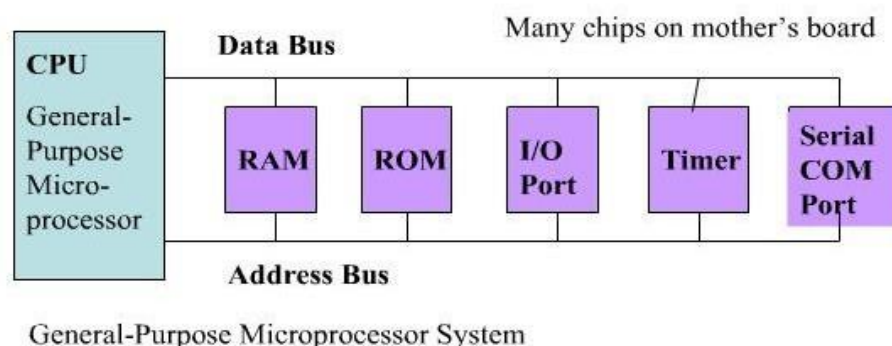 Many chips on mother's board
Data Bus
CPU
General-
Purpose
Micro-
processor
RAM
ROM
I/O
Port
Timer
Serial
COM
Port
Address Bus
General-Purpose Microprocessor System